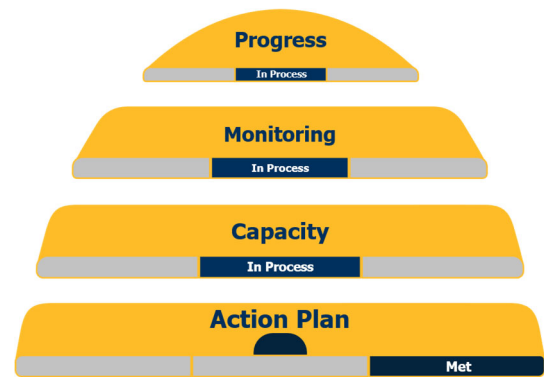 Progress
In Process
Monitoring
In Process
Capacity
In Process
Action Plan
Met